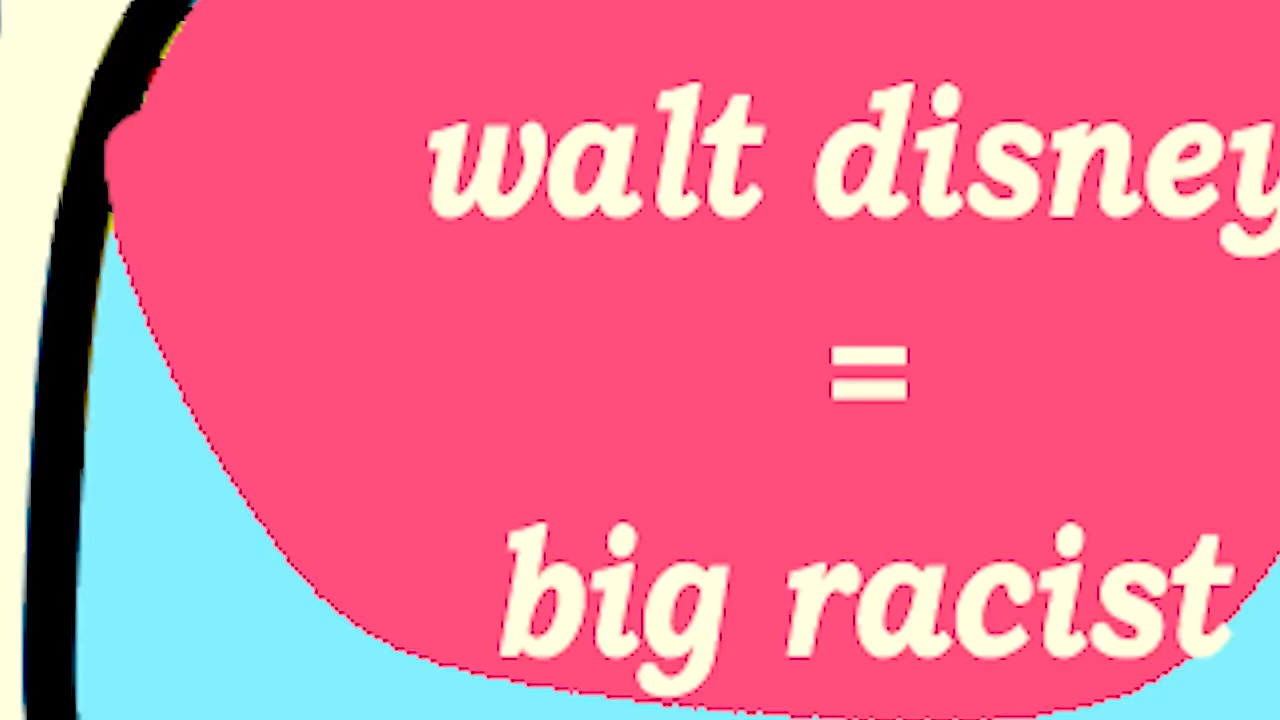 walt disney
=
big racist